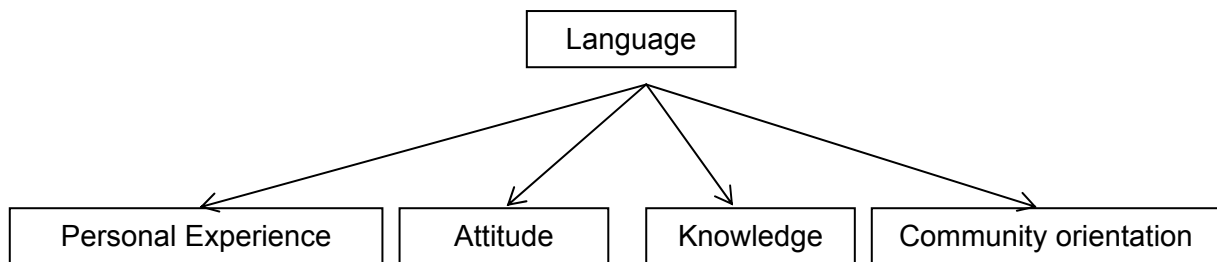 Language
Personal Experience
Attitude
Knowledge
Community orientation